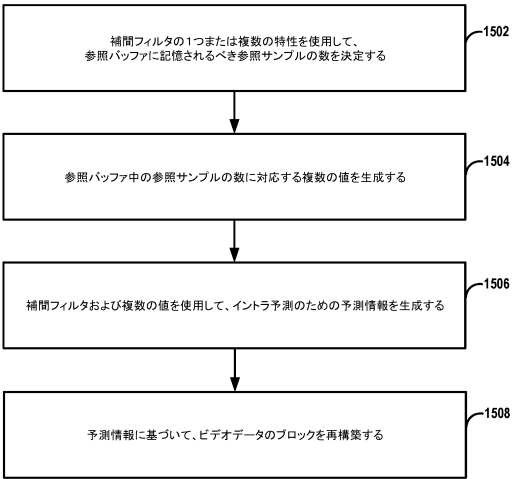 補間フィルタの1つまたは複数の特性を使用して、
参照バッファに記憶されるべき参照サンプルの数を決定する
1502
参照バッファ中の参照サンプルの数に対応する複数の値を生成する
1504
補間フィルタおよび複数の値を使用して、イントラ予測のための予測情報を生成する
1506
予測情報に基づいて、ビデオデータのブロックを再構築する
1508